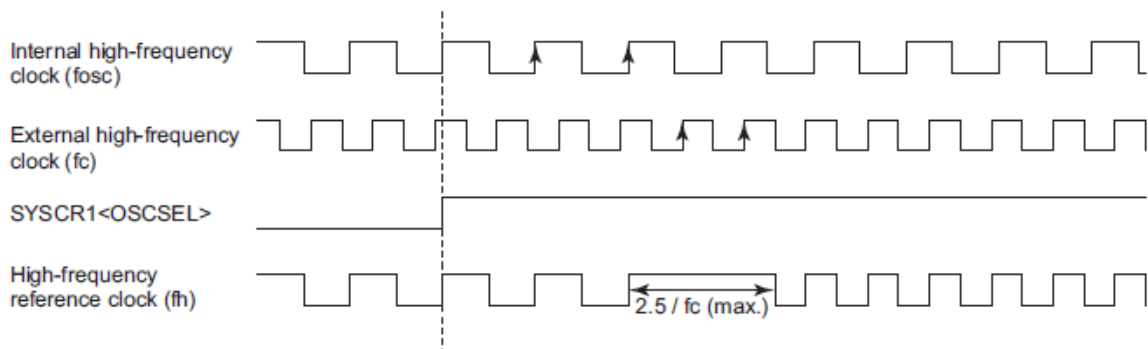 Internal high-frequency
clock (fosc)
External high-frequency
clock (fc)
SYSCR1<OSCSEL>
High-frequency
reference clock (fh)
2.5 / fc (max.)